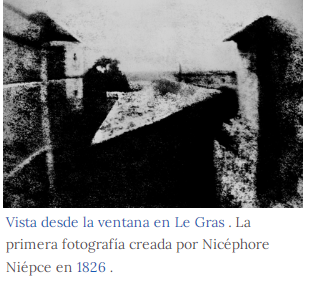 Vista desde la ventana en Le Gras . La
primera fotografía creada por Nicéphore
Niépce en 1826 .